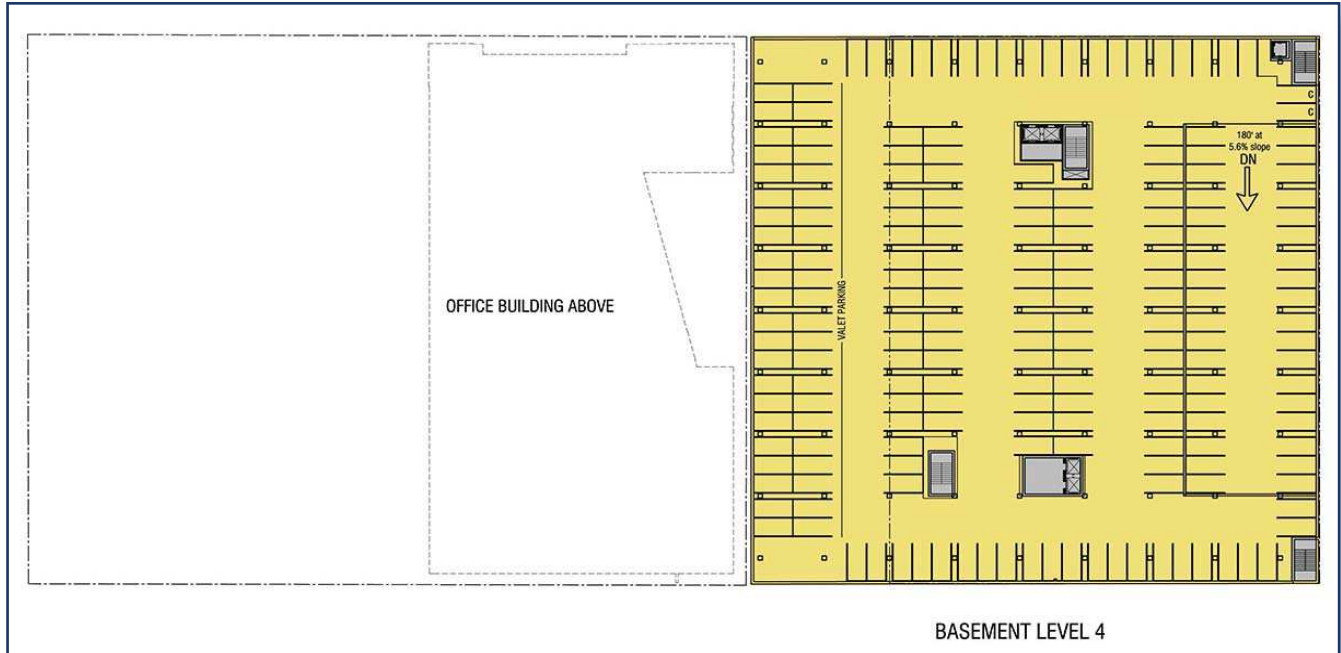 C
C
180' at
5.6% slope
DN
OFFICE BUILDING ABOVE
VALET PARKING
BASEMENT LEVEL 4